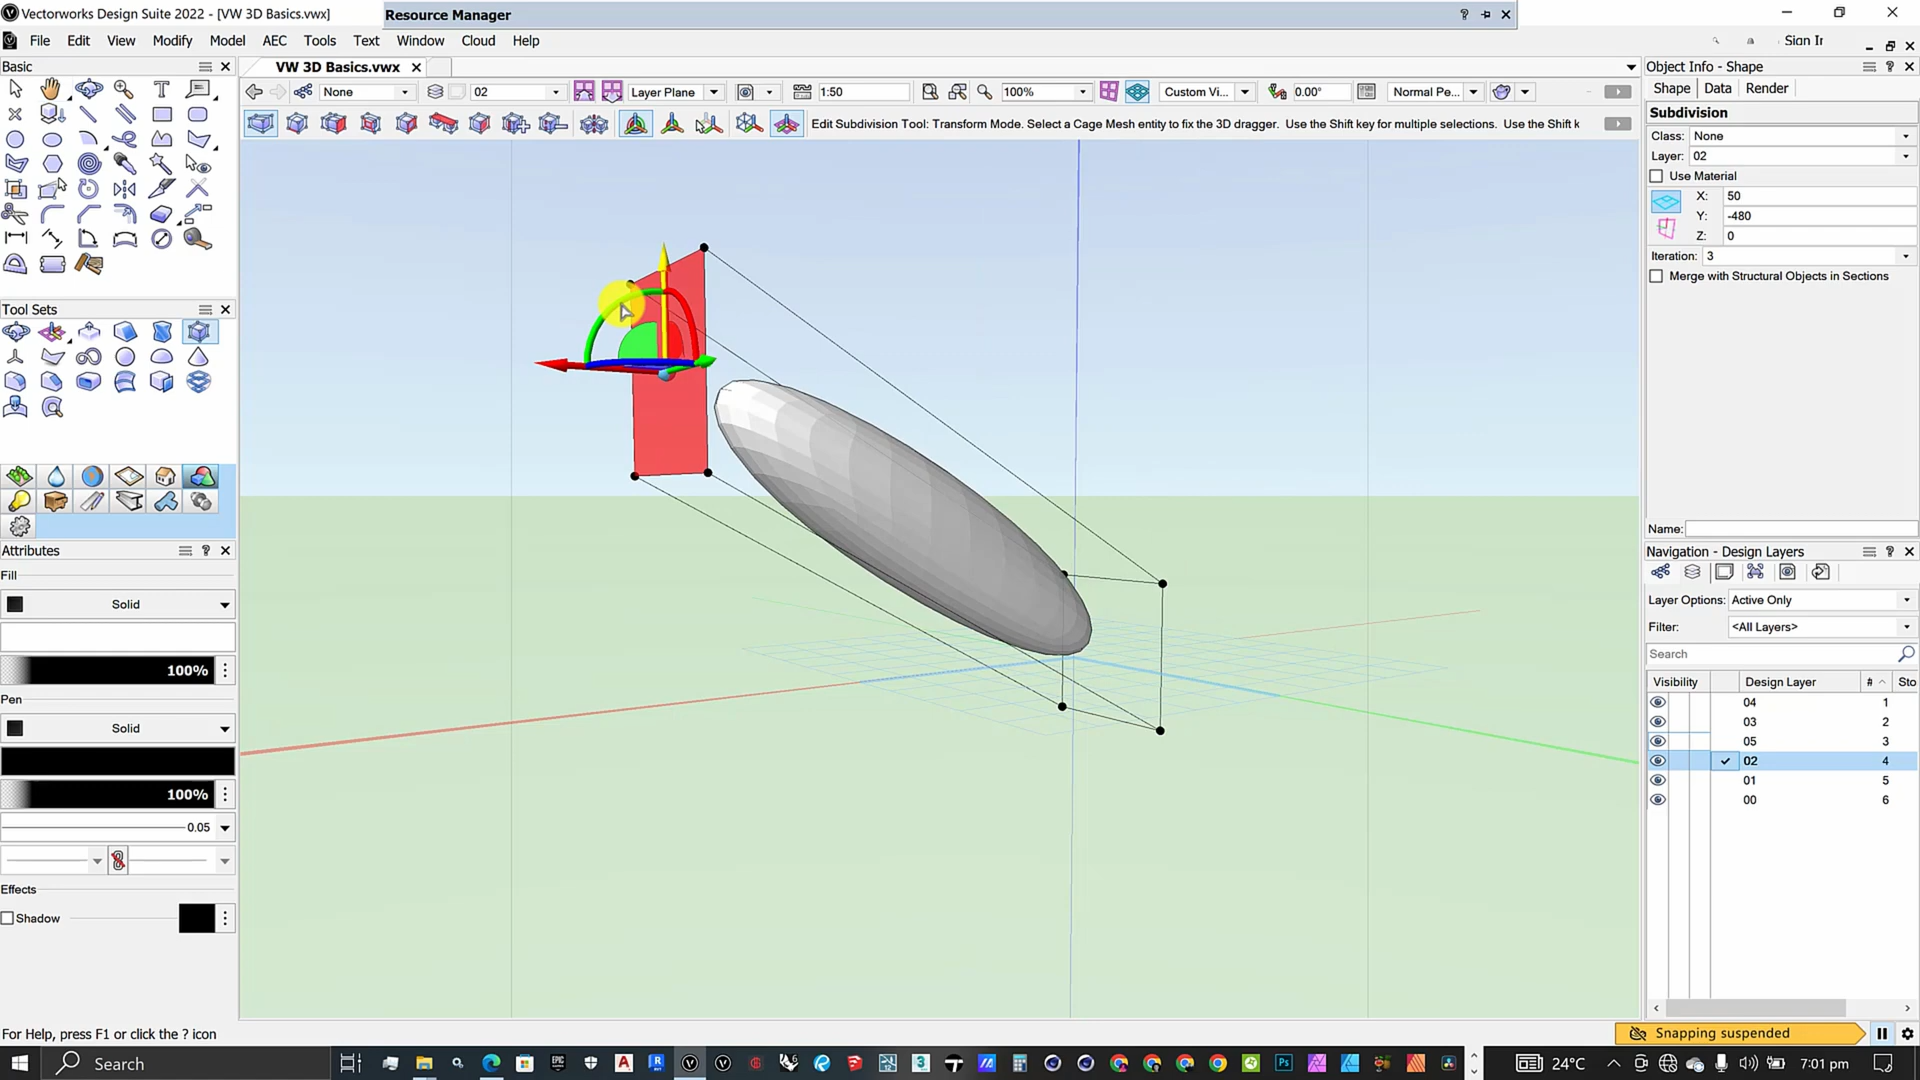 Vectorworks Design Suite 2022 - [VW 3D Basics.vwx]
Resource Manager
File Edit View Modify Model AEC Tools Text Window Cloud Help
Sign In
Basic
VW 3D Basics.vwx
None
02
Layer Plane
1:50
100%
Custom Vi...
0.00°
Normal Pe...
Edit Subdivision Tool: Transform Mode. Select a Cage Mesh entity to fix the 3D dragger. Use the Shift key for multiple selections. Use the Shift k
Tool Sets
Attributes
Fill
Solid
100%
Pen
Solid
100%
0.05
Effects
Shadow
Object Info - Shape
Shape Data Render
Subdivision
Class: None
Layer: 02
Use Material
X: 50
Y: -480
Z: 0
Iteration: 3
Merge with Structural Objects in Sections
Name:
Navigation - Design Layers
Layer Options: Active Only
Filter: <All Layers>
Search
Visibility Design Layer # Sto
04 1
03 2
05 3
02 4
01 5
00 6
For Help, press F1 or click the ? icon
Snapping suspended
Search
24°C
7:01 pm